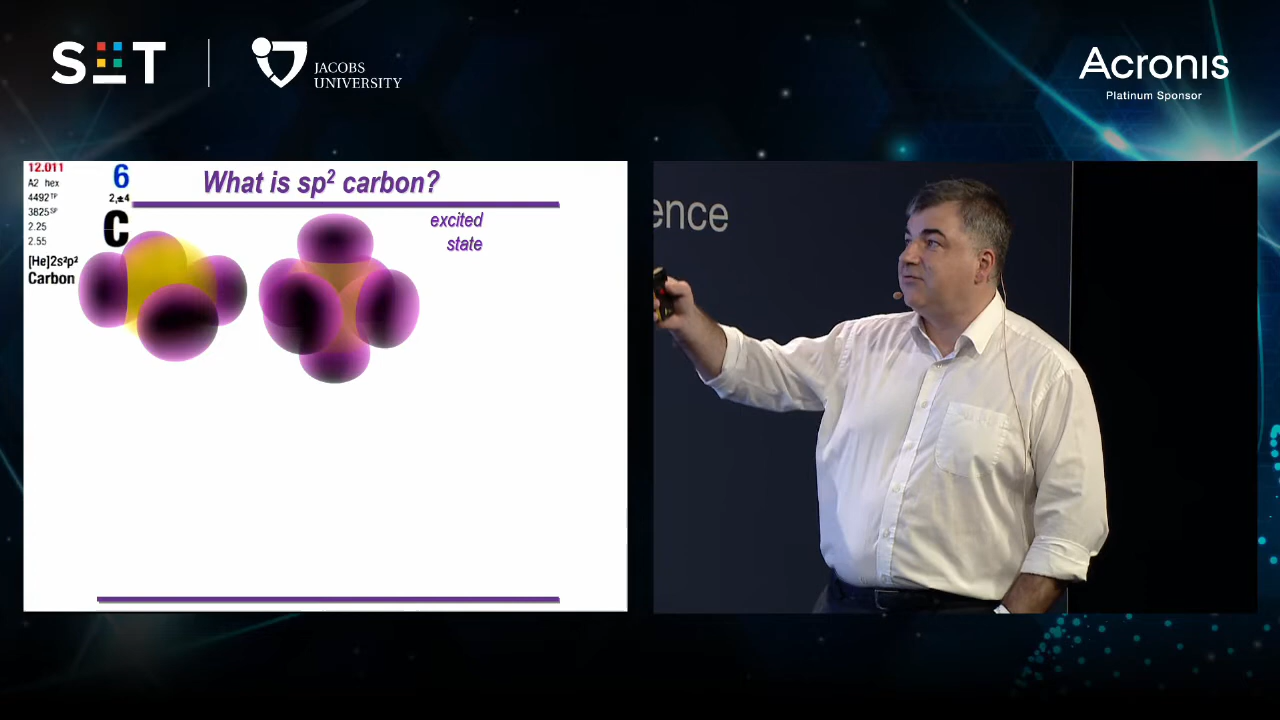 SET
JACOBS
UNIVERSITY
Acronis
Platinum Sponsor
12.011
6
A2 hex
2,±4
4492TP
3825SP
C
2.25
2.55
[He]2s²p²
Carbon
What is sp² carbon?
excited
state
ence